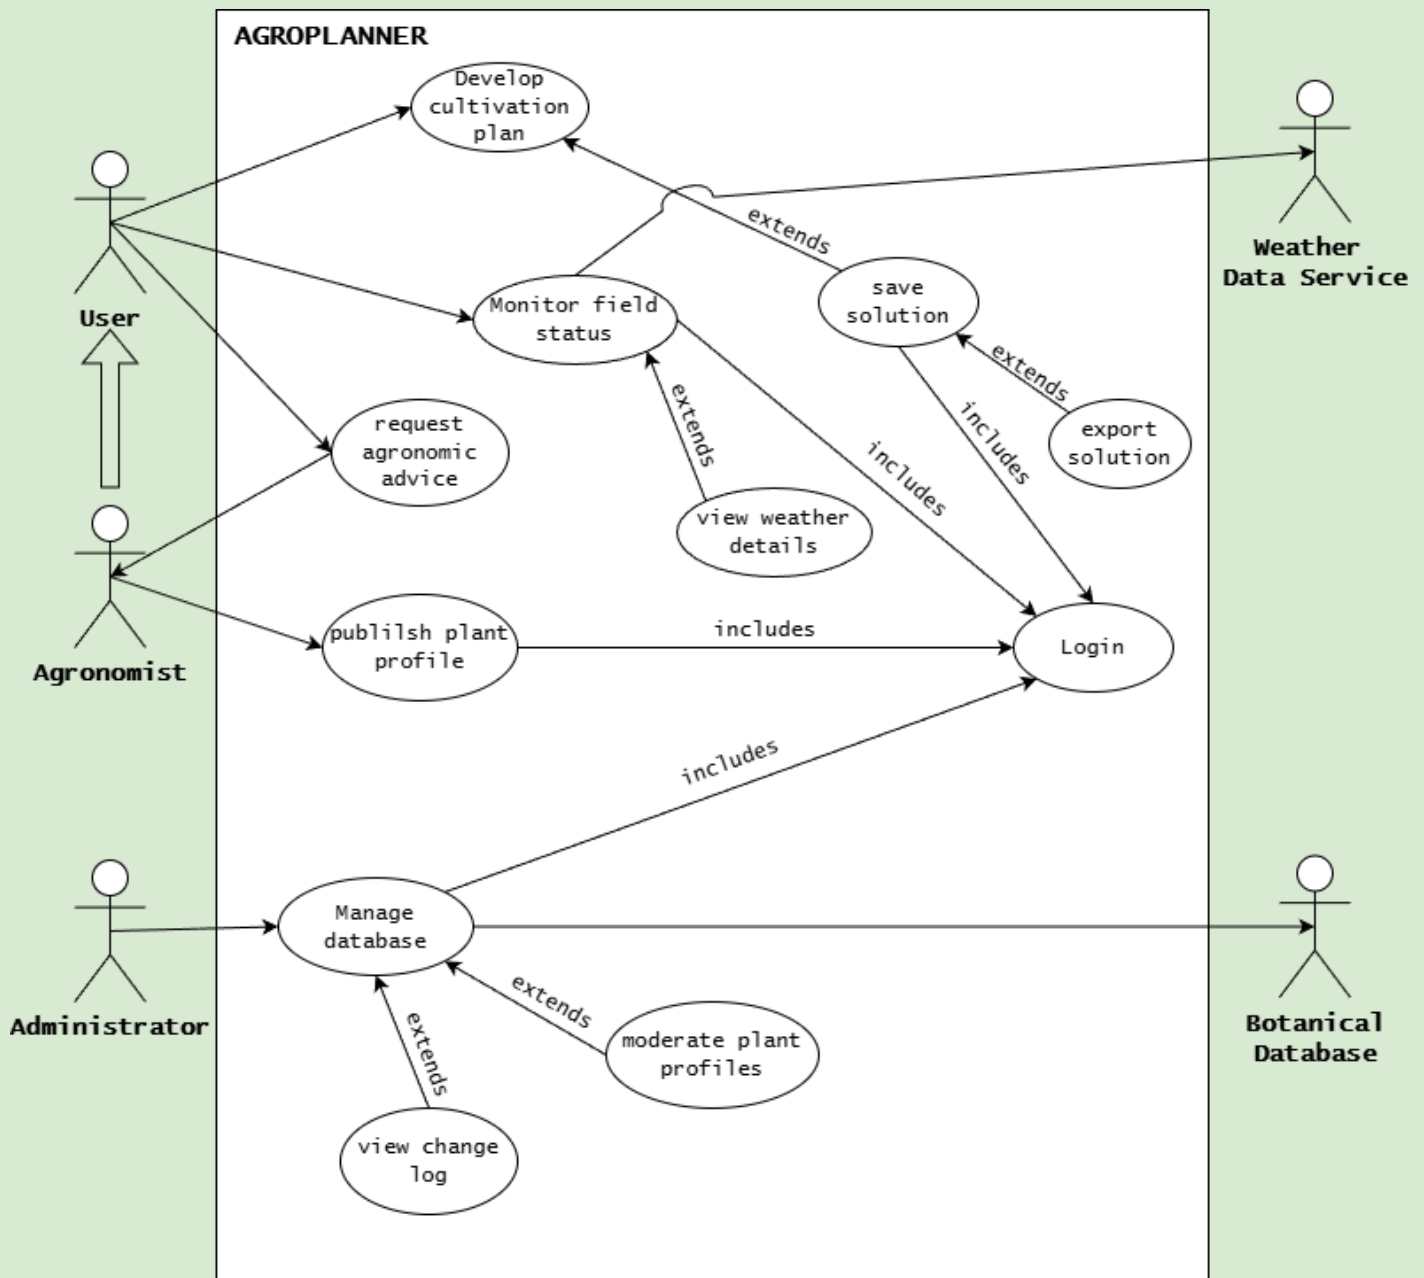 AGROPLANNER
Develop
cultivation
plan
User
Weather
Data Service
extends
Monitor field
status
save
solution
extends
export
solution
extends
includes
includes
request
agronomic
advice
view weather
details
Agronomist
publilsh plant
profile
includes
Login
includes
Administrator
Manage
database
Botanical
Database
extends
extends
moderate plant
profiles
view change
log